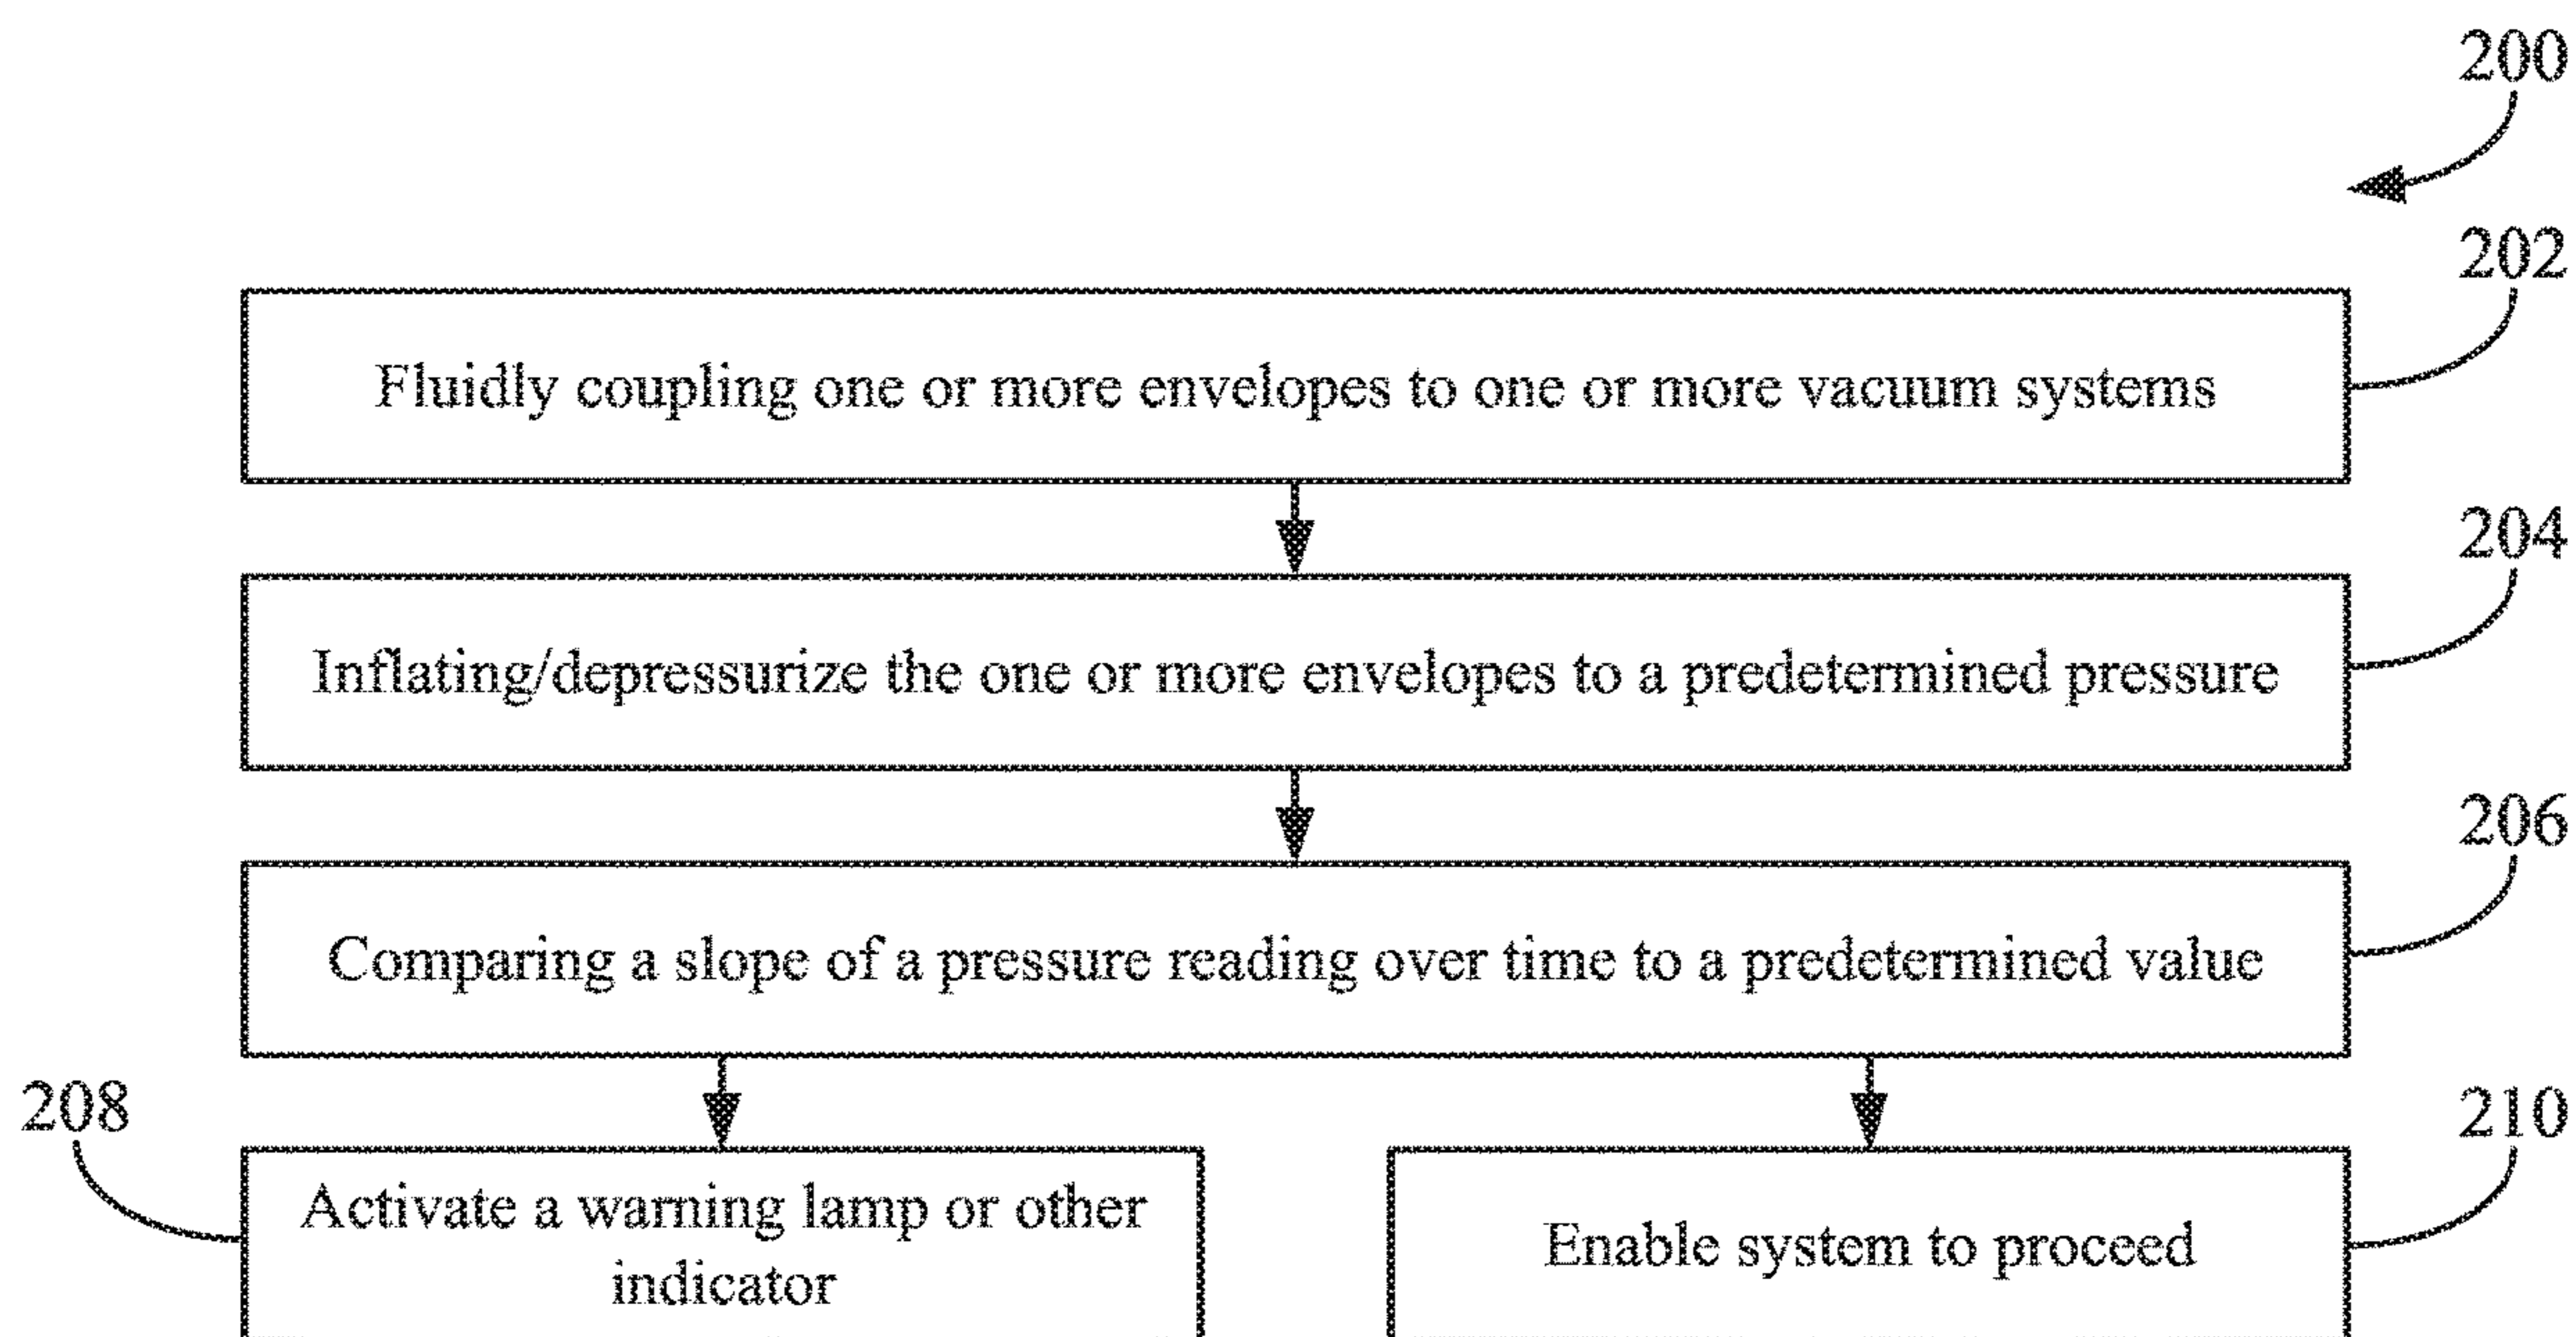 200
202
Fluidly coupling one or more envelopes to one or more vacuum systems
204
Inflating/depressurize the one or more envelopes to a predetermined pressure
206
Comparing a slope of a pressure reading over time to a predetermined value
208
210
Activate a warning lamp or other
indicator
Enable system to proceed